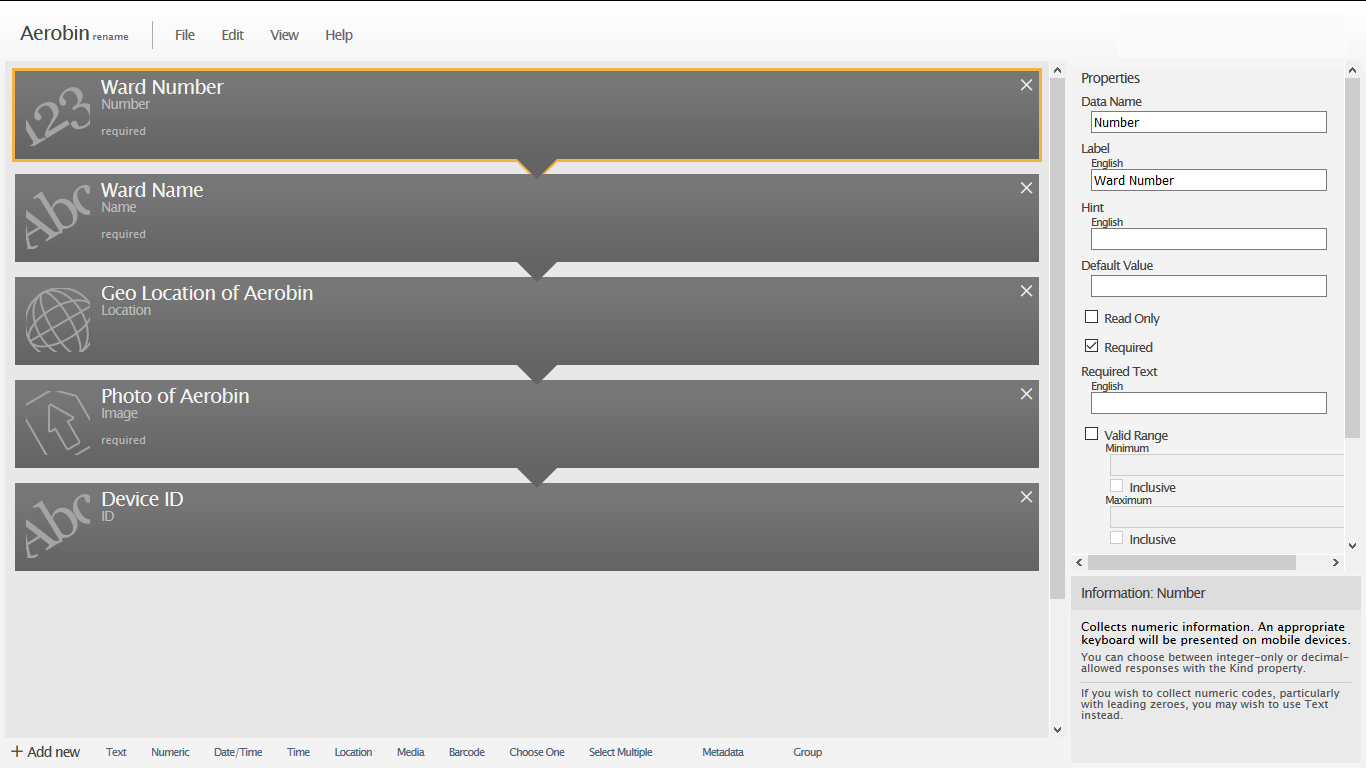 Aerobin rename File Edit View Help
123
Ward Number
Number
required
Abc
Ward Name
Name
required
Geo Location of Aerobin
Location
Photo of Aerobin
Image
required
Abc
Device ID
ID
+ Add new Text Numeric Date/Time Time Location Media Barcode Choose One Select Multiple Metadata Group
Properties
Data Name
Number
Label
English
Ward Number
Hint
English
Default Value
Read Only
Required
Required Text
English
Valid Range
Minimum
Inclusive
Maximum
Inclusive
Information: Number
Collects numeric information. An appropriate
keyboard will be presented on mobile devices.
You can choose between integer-only or decimal-
allowed responses with the Kind property.
If you wish to collect numeric codes, particularly
with leading zeroes, you may wish to use Text
instead.